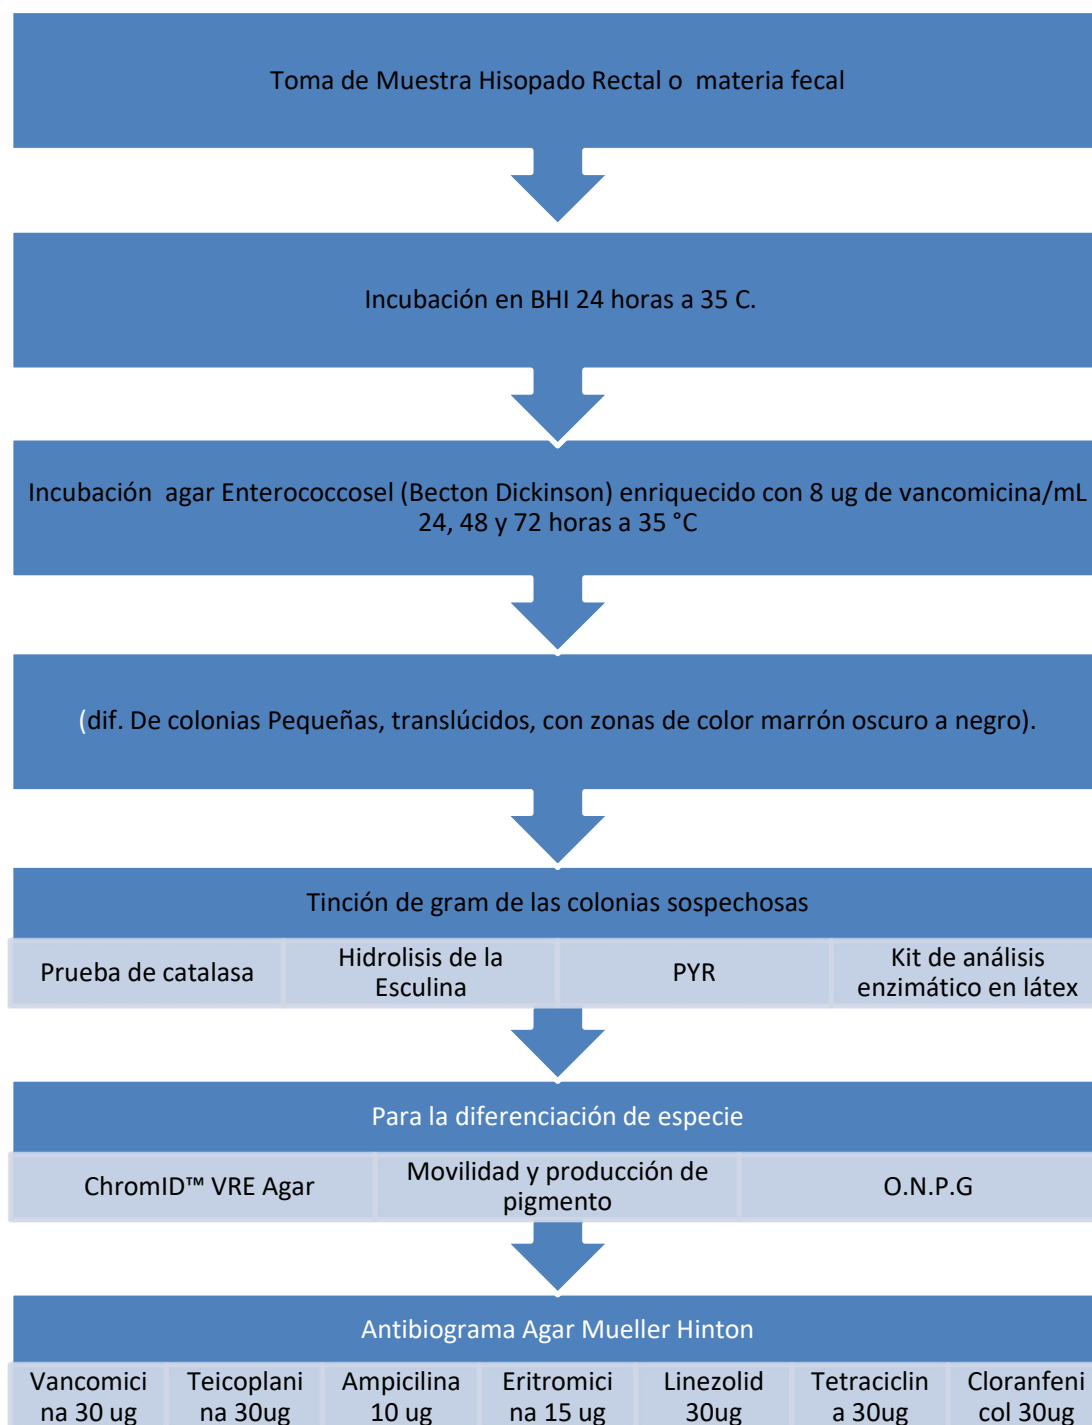 Toma de Muestra Hisopado Rectal o  materia fecal
Incubación en BHI 24 horas a 35 C.
Incubación  agar Enterococcosel (Becton Dickinson) enriquecido con 8 ug de vancomicina/mL
24, 48 y 72 horas a 35 °C
(dif. De colonias Pequeñas, translúcidos, con zonas de color marrón oscuro a negro).
Tinción de gram de las colonias sospechosas
Prueba de catalasa
Hidrolisis de la
Esculina
PYR
Kit de análisis
enzimático en látex
Para la diferenciación de especie
ChromID™ VRE Agar
Movilidad y producción de
pigmento
O.N.P.G
Antibiograma Agar Mueller Hinton
Vancomici
na 30 ug
Teicoplani
na 30ug
Ampicilina
10 ug
Eritromici
na 15 ug
Linezolid
30ug
Tetraciclin
a 30ug
Cloranfeni
col 30ug